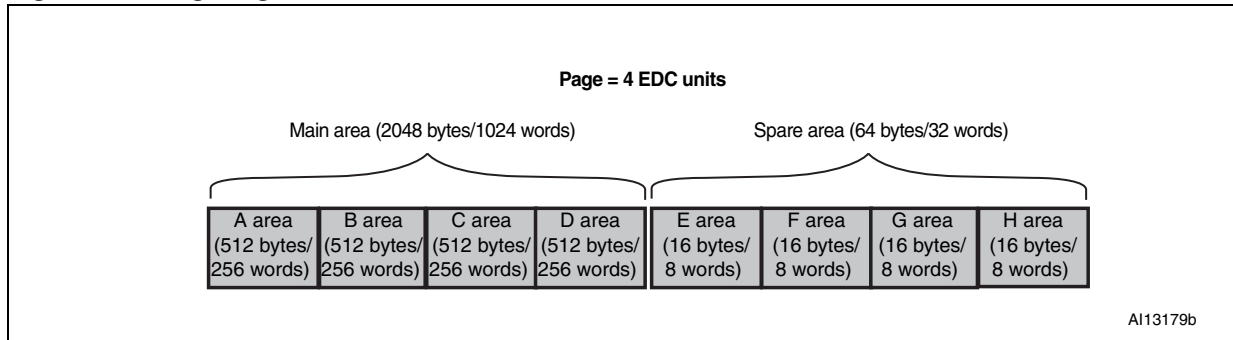 Page = 4 EDC units
Main area (2048 bytes/1024 words)
Spare area (64 bytes/32 words)
A area
(512 bytes/
256 words)
B area
(512 bytes/
256 words)
C area
(512 bytes/
256 words)
D area
(512 bytes/
256 words)
E area
(16 bytes/
8 words)
F area
(16 bytes/
8 words)
G area
(16 bytes/
8 words)
H area
(16 bytes/
8 words)
AI13179b